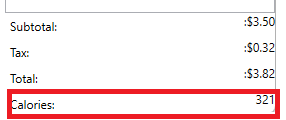 Subtotal: :$3.50
Tax: :$0.32
Total: :$3.82
Calories: 321